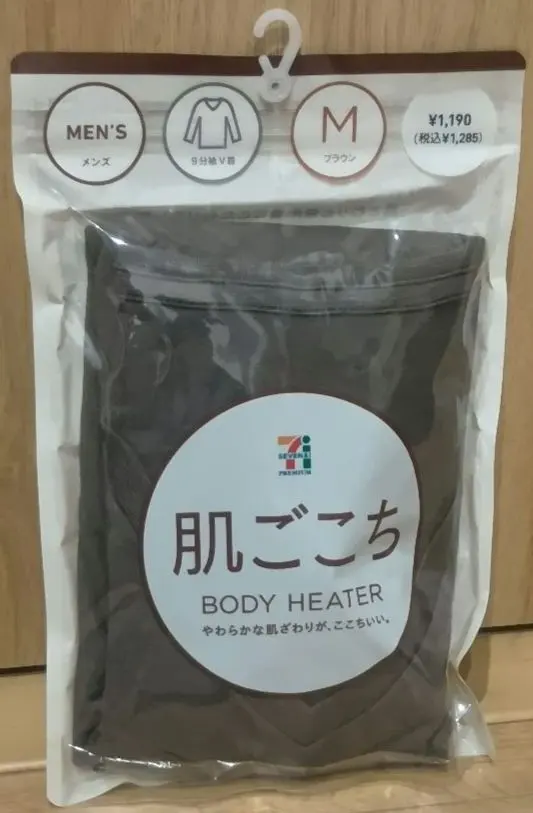 MEN'S
メンズ
9分袖V首
M
ブラウン
¥1,190
(税込¥1,285)
SEVEN&i
PREMIUM
肌ごこち
BODY HEATER
やわらかな肌ざわりが、ここちいい。